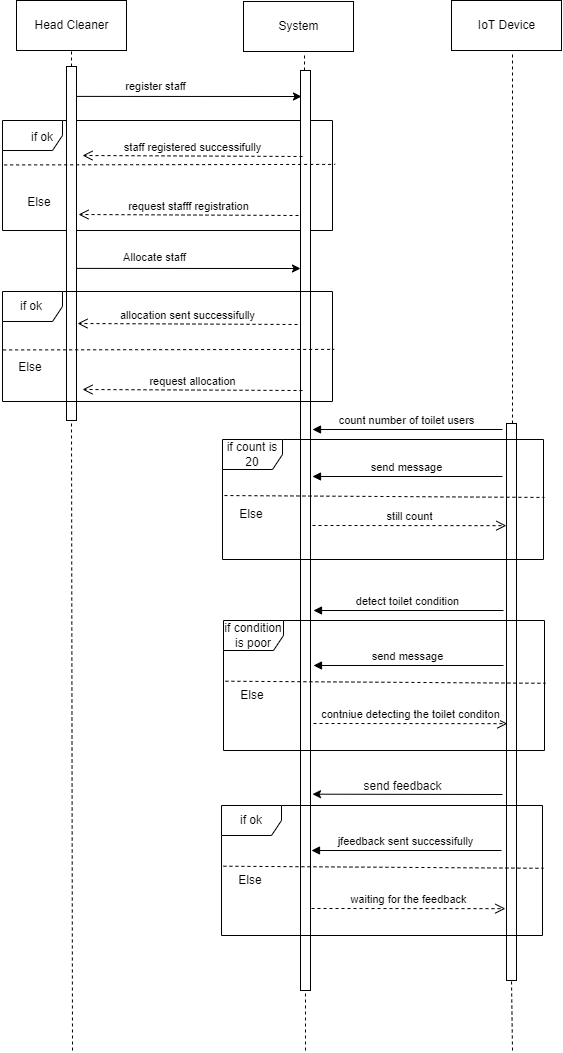 Head Cleaner
System
IoT Device
register staff
if ok
staff registered successfully
Else
request stafff registration
Allocate staff
if ok
allocation sent successfully
Else
request allocation
count number of toilet users
if count is
20
send message
Else
still count
detect toilet condition
if condition
is poor
send message
Else
contniue detecting the toilet conditon
send feedback
if ok
jfeedback sent successfully
Else
waiting for the feedback